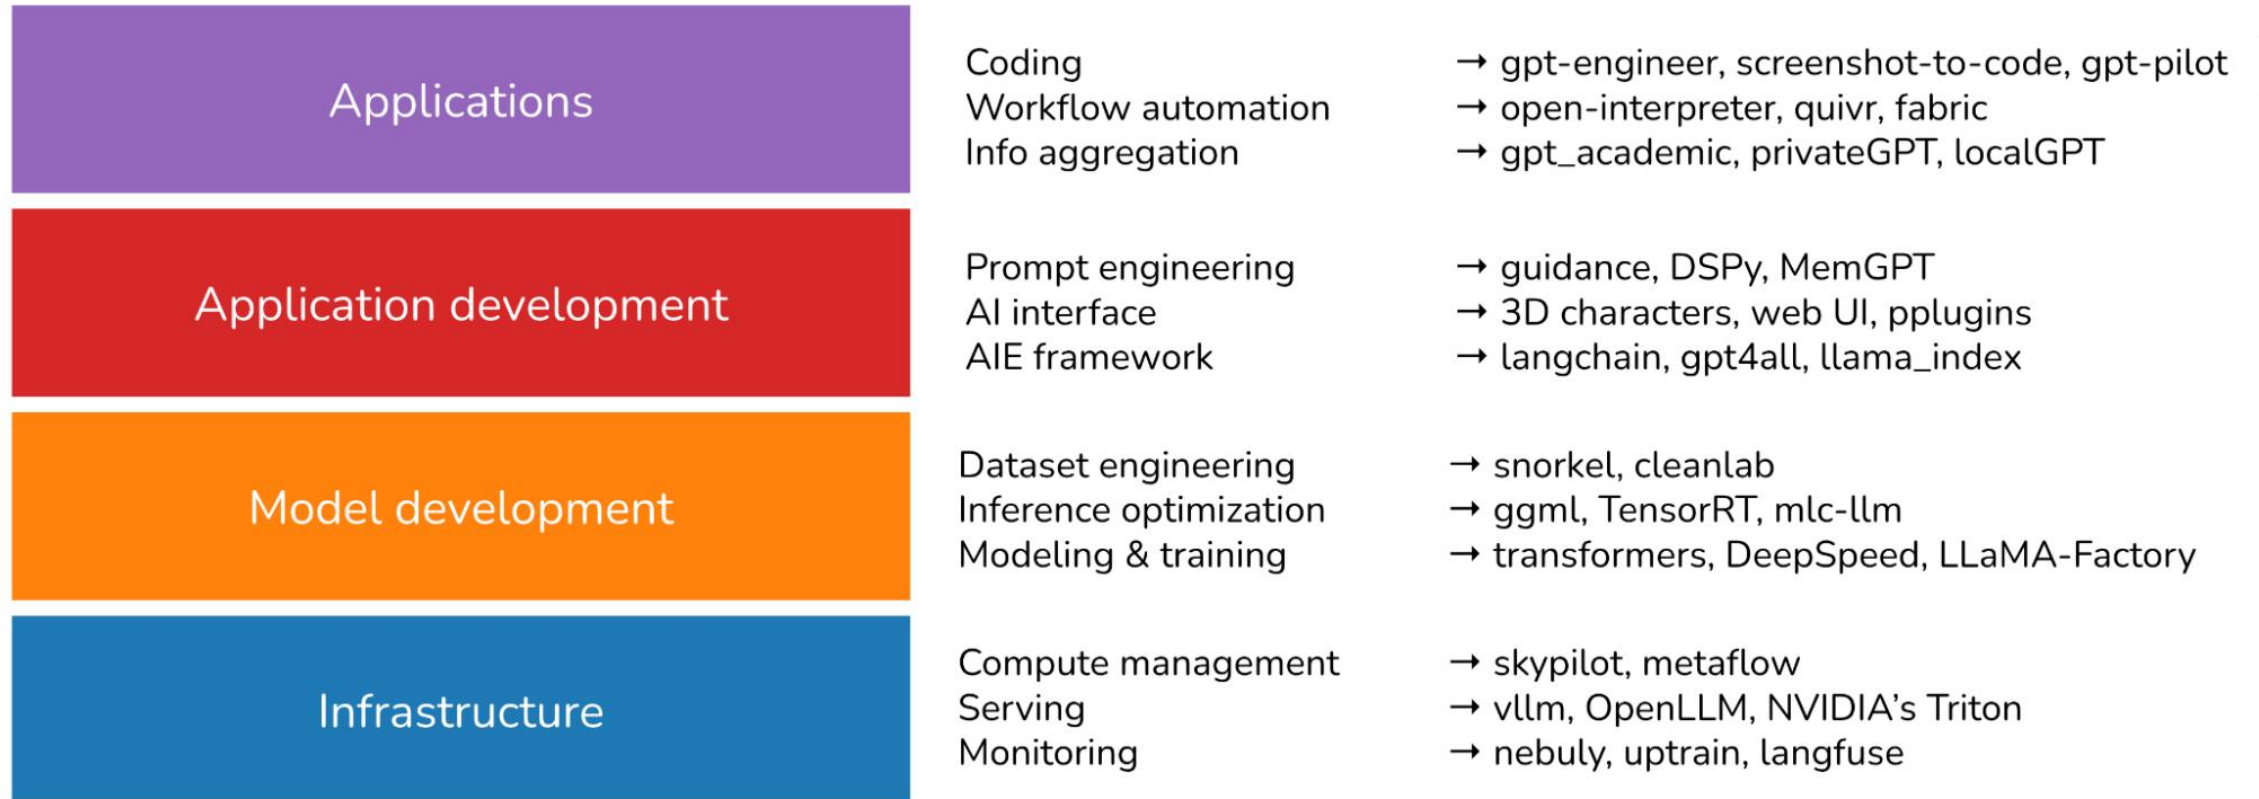 Applications
Coding → gpt-engineer, screenshot-to-code, gpt-pilot
Workflow automation → open-interpreter, quivr, fabric
Info aggregation → gpt_academic, privateGPT, localGPT
Application development
Prompt engineering → guidance, DSPy, MemGPT
AI interface → 3D characters, web UI, pplugins
AIE framework → langchain, gpt4all, llama_index
Model development
Dataset engineering → snorkel, cleanlab
Inference optimization → ggml, TensorRT, mlc-llm
Modeling & training → transformers, DeepSpeed, LLaMA-Factory
Infrastructure
Compute management → skypilot, metaflow
Serving → vllm, OpenLLM, NVIDIA’s Triton
Monitoring → nebuly, uptrain, langfuse